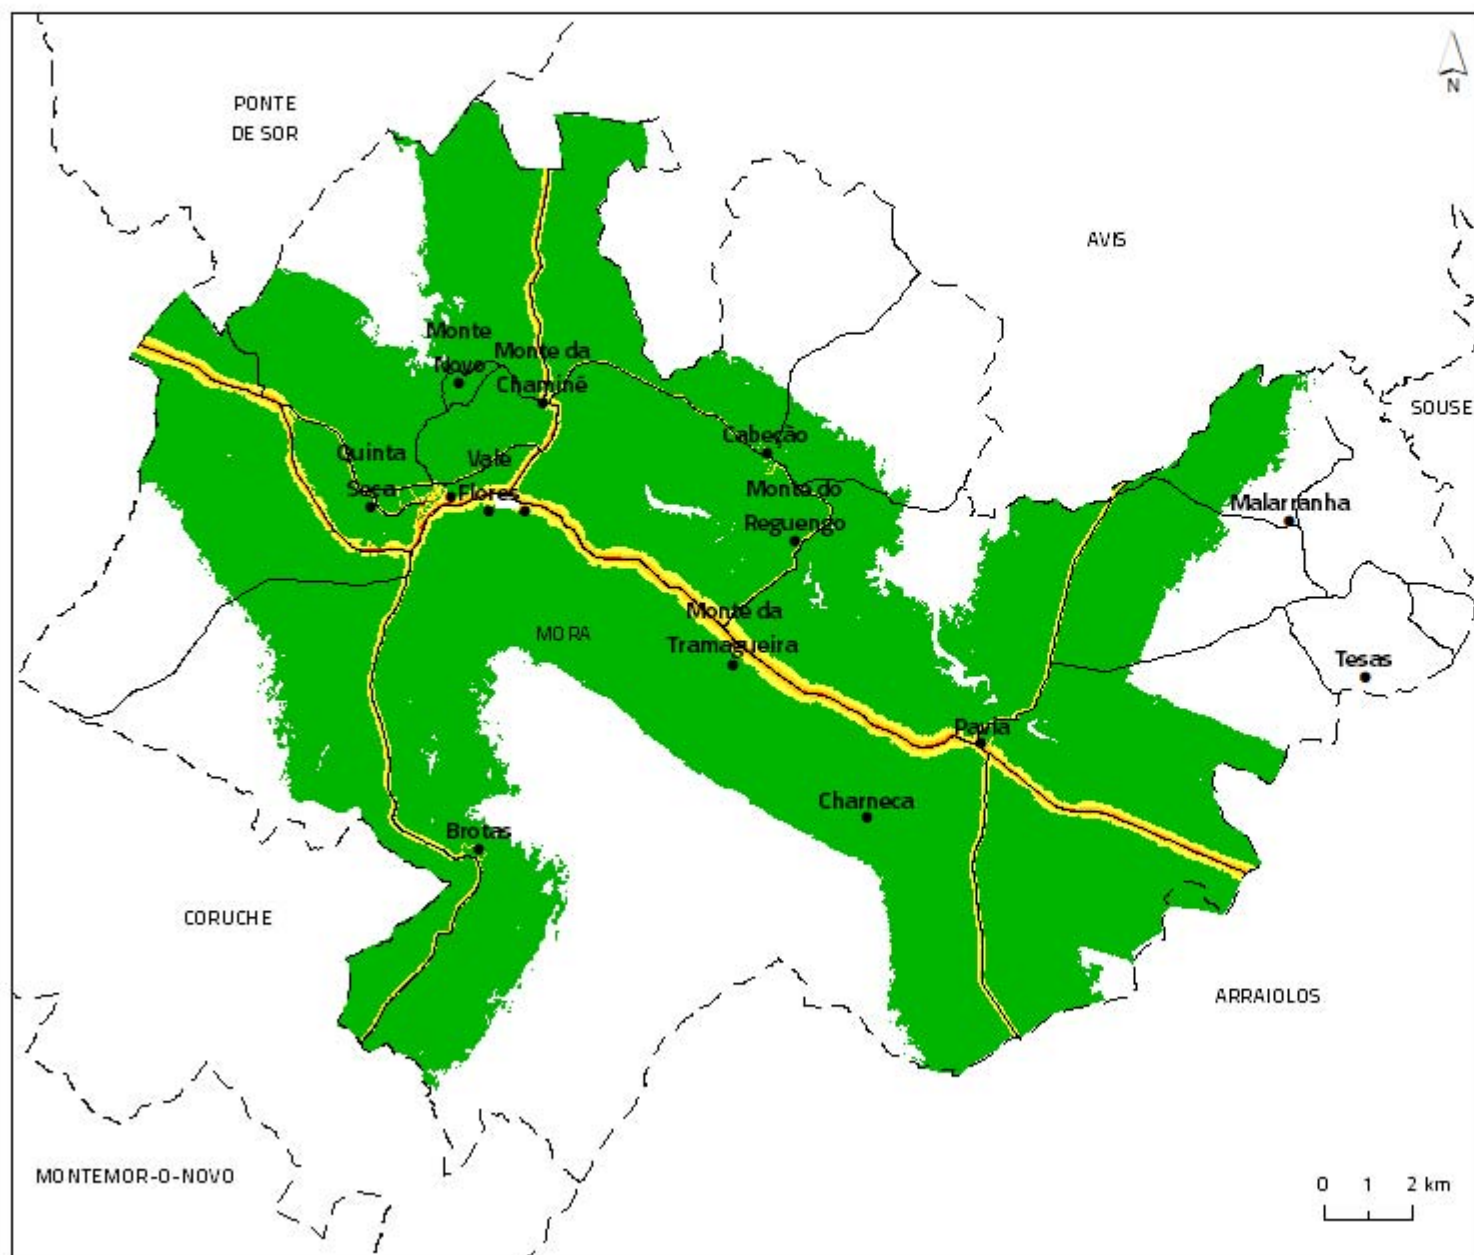 N
PONTE
DE SOR
AVIS
Monte
Novo
Monte da
Chaminé
SOUSE
Cabeção
Quinta
Seca
Vale
Flores
Monte do
Reguengo
Malarranha
MORA
Monte da
Tramagueira
Tesas
Pavia
Charneca
Brotas
CORUCHE
ARRAIOLOS
MONTEMOR-O-NOVO
0 1 2 km